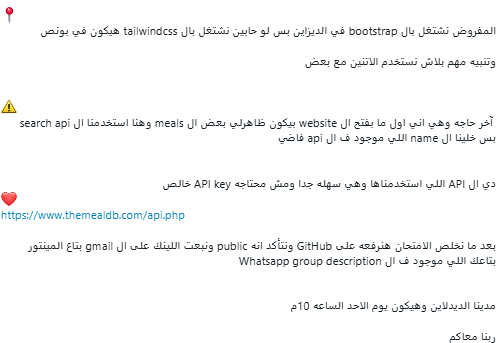 📍
المفروض نشتغل بال bootstrap في الديزاين بس لو حابين نشتغل بال tailwindcss هيكون في بونص
وتنبيه مهم بلاش نستخدم الاتنين مع بعض
⚠️
آخر حاجه وهي اني اول ما بفتح ال website بيكون ظاهرلي بعض ال meals وهنا استخدمنا ال search api
بس خلينا ال name اللي موجود ف ال api فاضي
دي ال API اللي استخدمناها وهي سهله جدا ومش محتاجه API key خالص
❤️
https://www.themealdb.com/api.php
بعد ما نخلص الامتحان هنرفعه على GitHub ونتأكد انه public ونبعت اللينك على ال gmail بتاع المينتور
بتاعك اللي موجود ف ال Whatsapp group description
مدينا الديدلاين وهيكون يوم الاحد الساعه 10م
ربنا معاكم